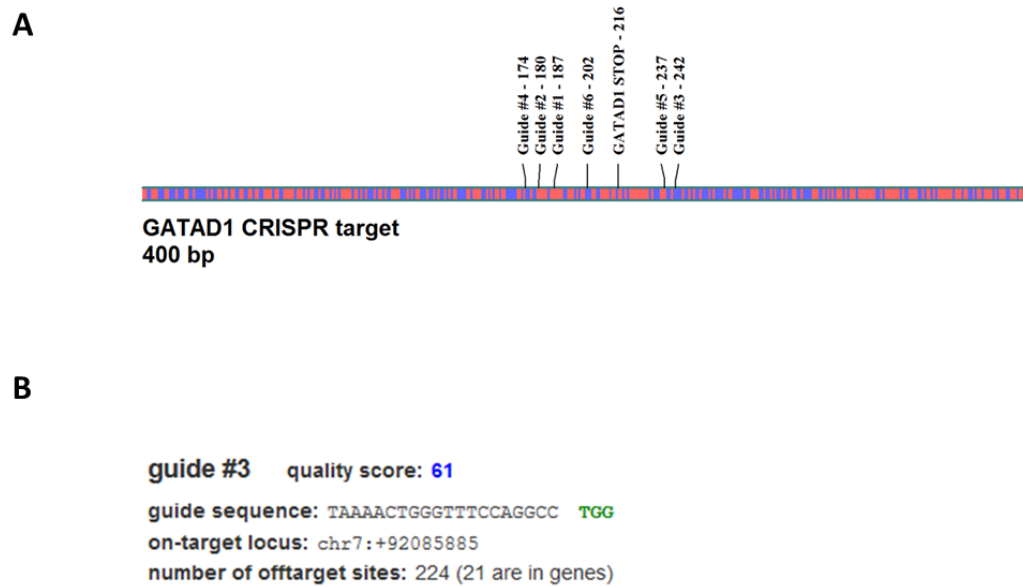 A
Guide #4 - 174
Guide #2 - 180
Guide #1 - 187
Guide #6 - 202
GATAD1 STOP - 216
Guide #5 - 237
Guide #3 - 242
GATAD1 CRISPR target
400 bp
B
guide #3 quality score: 61
guide sequence: TAAAACTGGGTTTCCAGGCC TGG
on-target locus: chr7:+92085885
number of offtarget sites: 224 (21 are in genes)